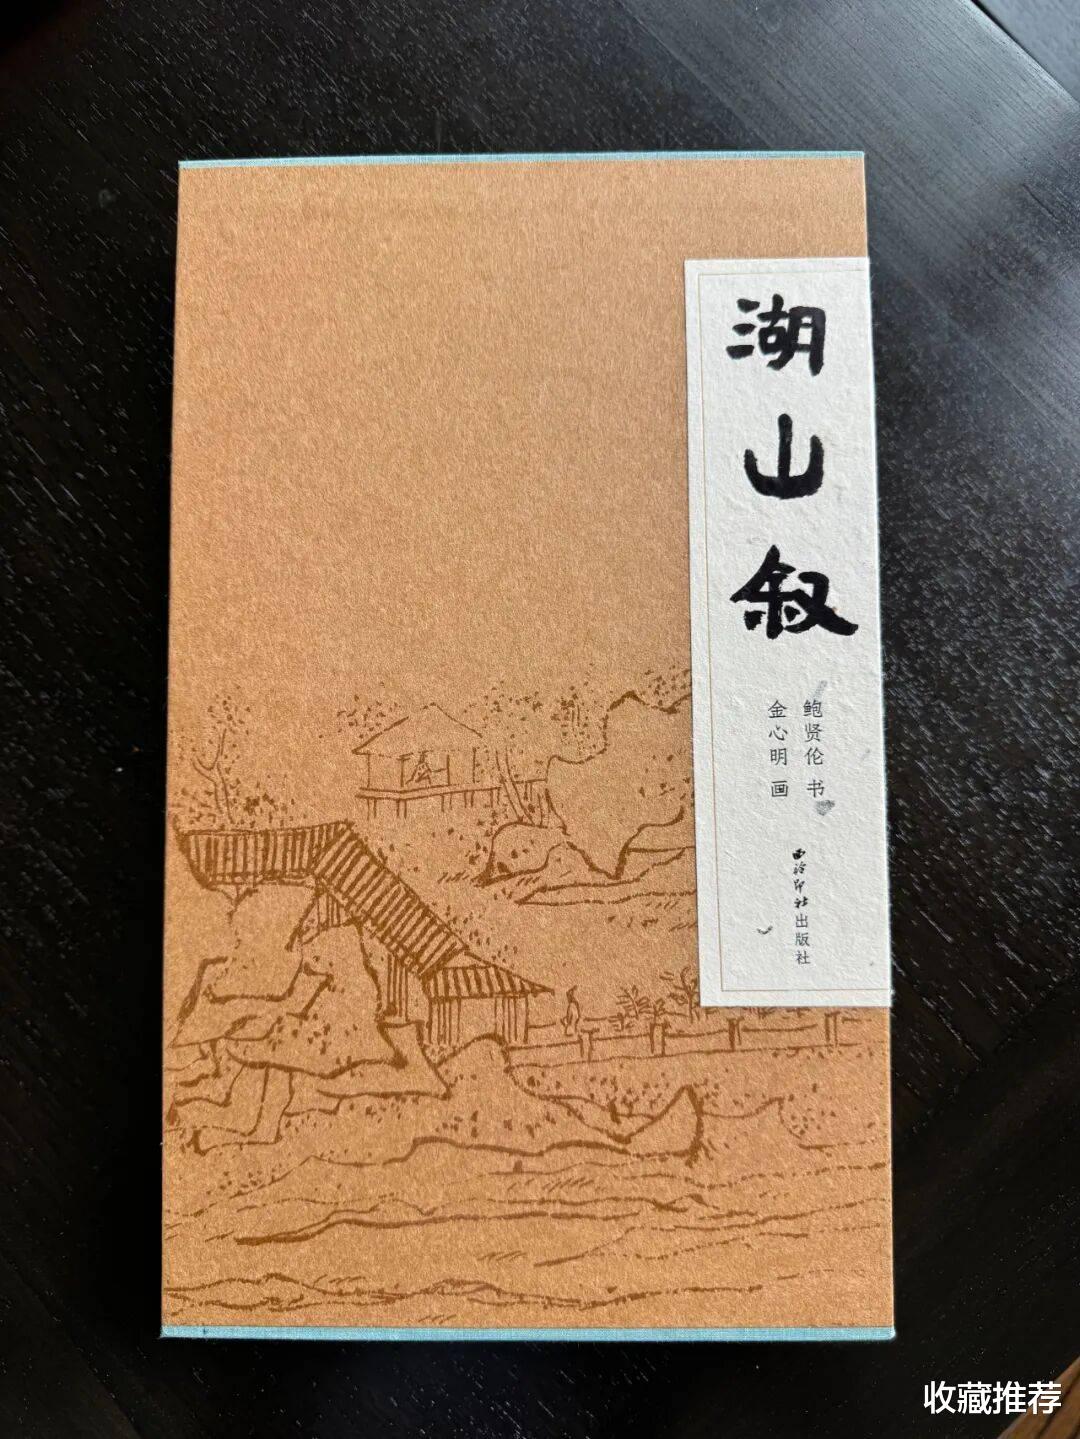 湖山叙
鲍贤伦 书
金心明 画
西泠印社出版社
收藏推荐